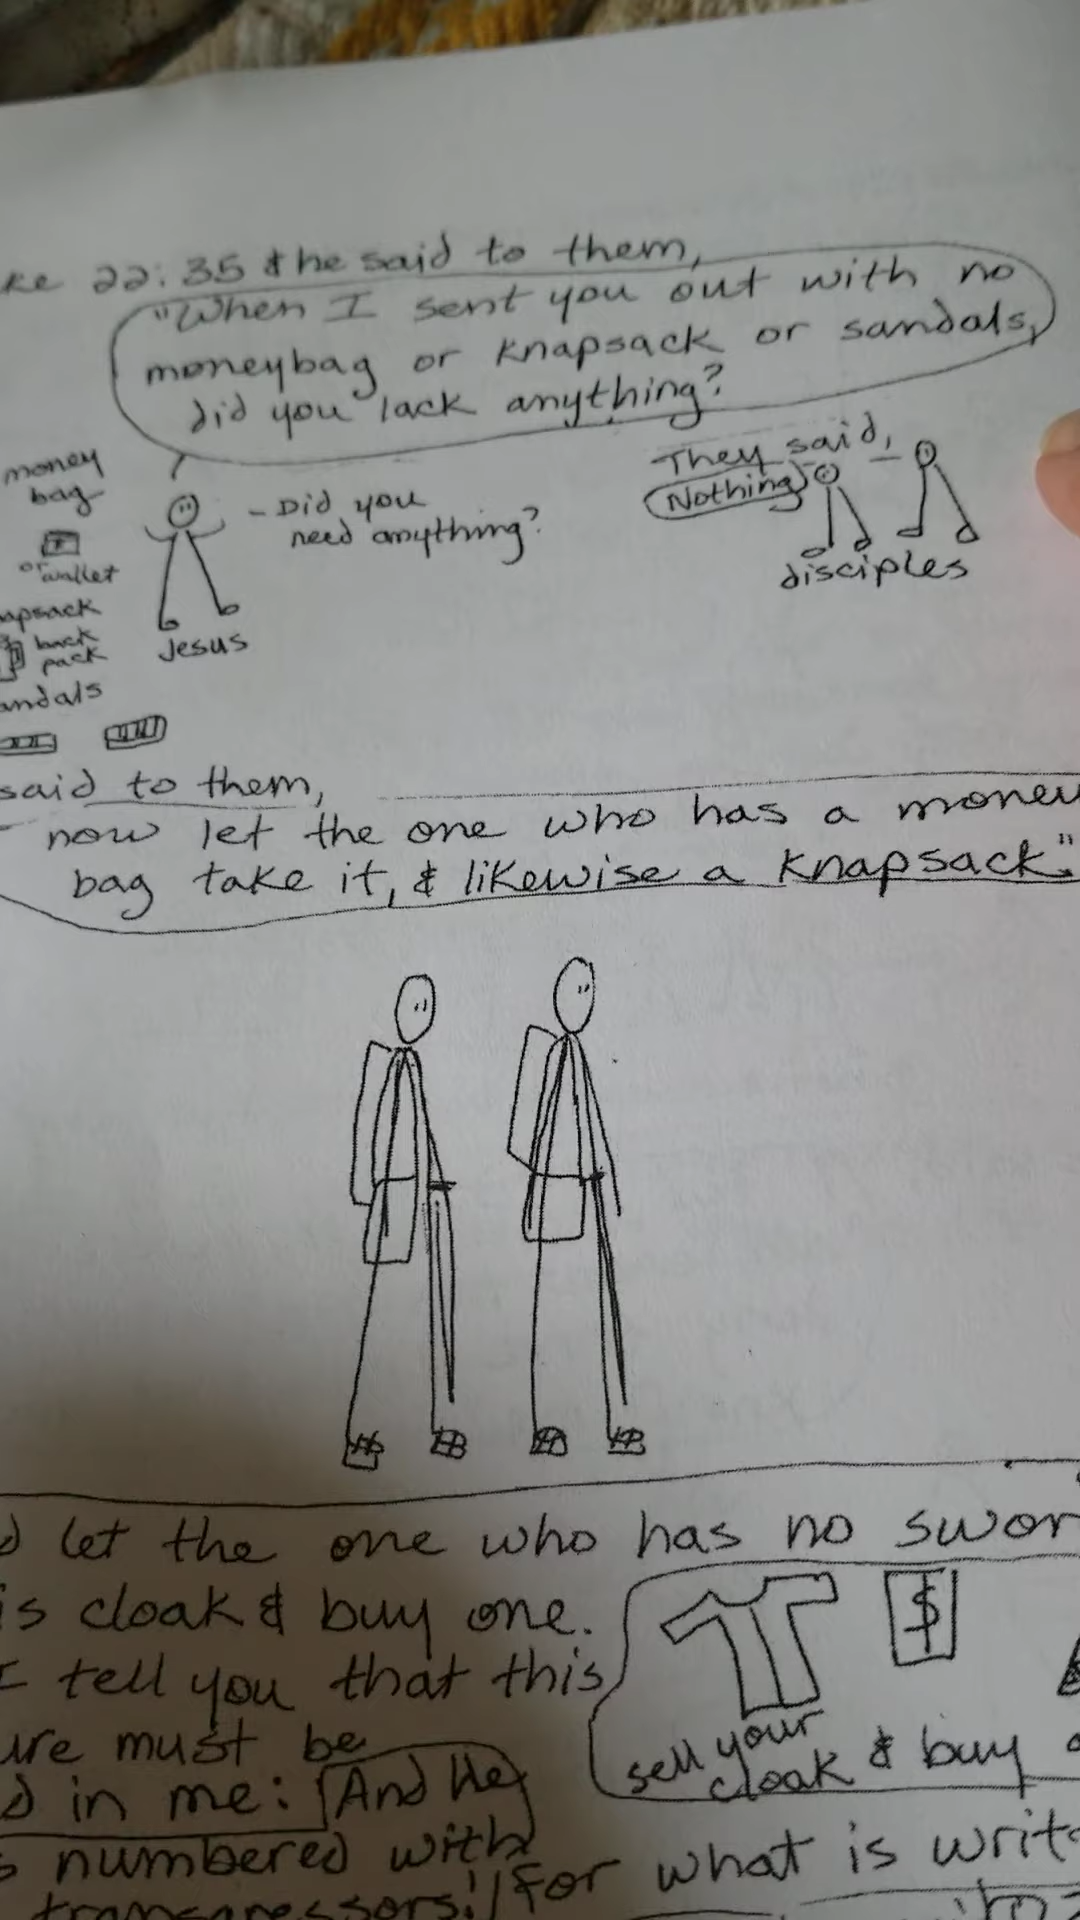 ke 22:35 & he said to them,
"When I sent you out with no
moneybag or knapsack or sandals,
did you lack anything?
money
bag
or wallet
apsack
back
pack
andals
Jesus
- Did you
need anything?
They said,
Nothing
disciples
said to them,
now let the one who has a money
bag take it, & likewise a knapsack."
d let the one who has no swor
is cloak & buy one.
I tell you that this
ure must be
d in me: And He
s numbered with
transgressors!
$
sell your
cloak & buy a
for what is writ